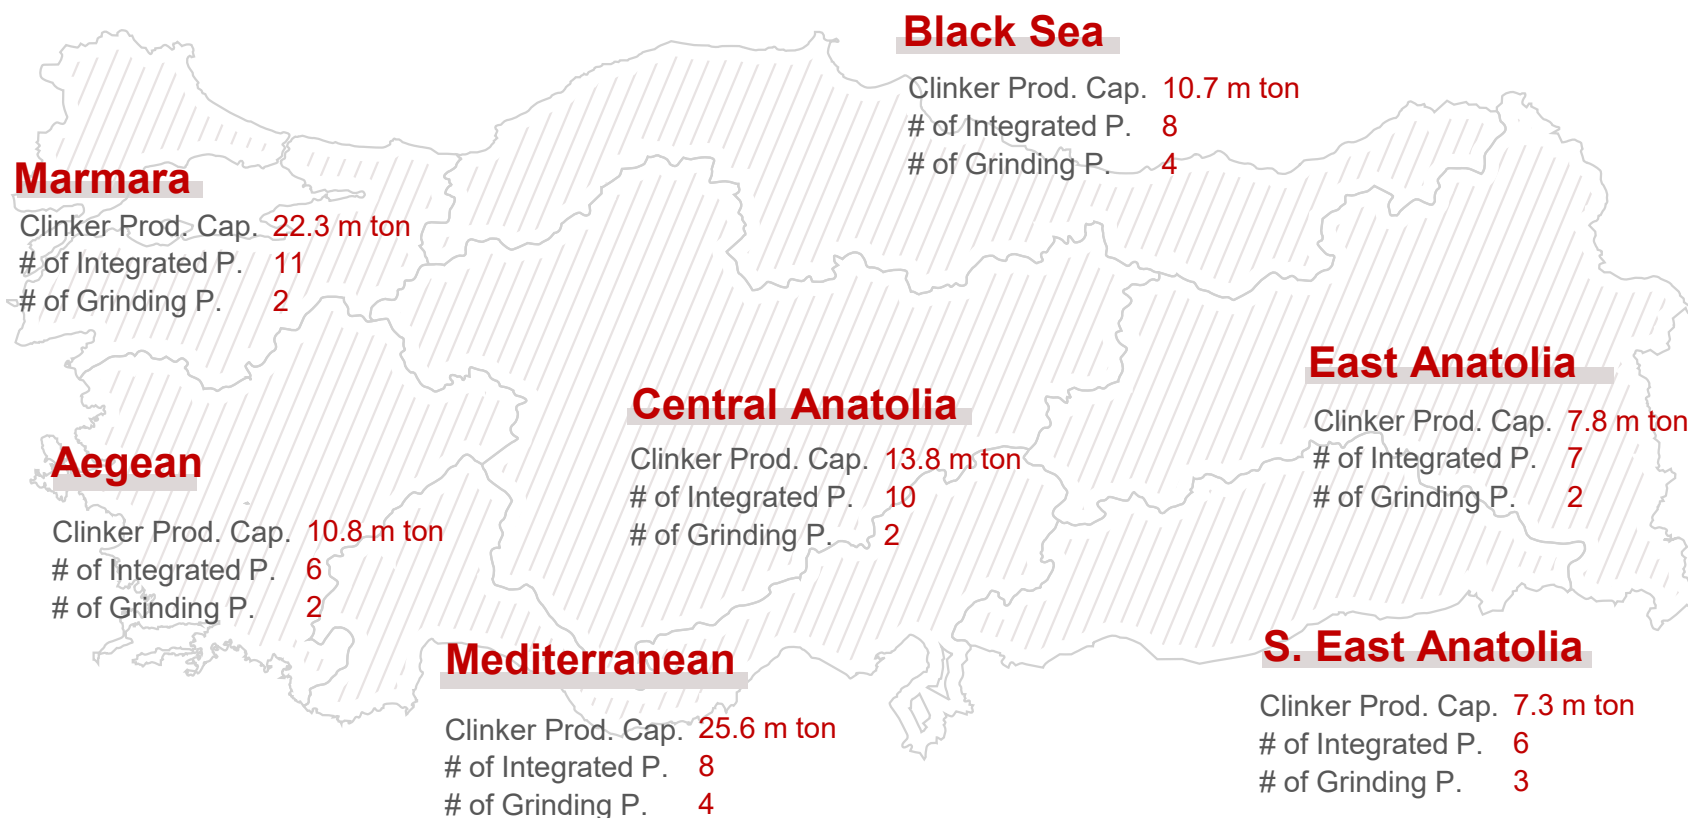 Black Sea
Clinker Prod. Cap. 10.7 m ton
# of Integrated P. 8
# of Grinding P. 4
Marmara
Clinker Prod. Cap. 22.3 m ton
# of Integrated P. 11
# of Grinding P. 2
East Anatolia
Clinker Prod. Cap. 7.8 m ton
# of Integrated P. 7
# of Grinding P. 2
Central Anatolia
Clinker Prod. Cap. 13.8 m ton
# of Integrated P. 10
# of Grinding P. 2
Aegean
Clinker Prod. Cap. 10.8 m ton
# of Integrated P. 6
# of Grinding P. 2
Mediterranean
Clinker Prod. Cap. 25.6 m ton
# of Integrated P. 8
# of Grinding P. 4
S. East Anatolia
Clinker Prod. Cap. 7.3 m ton
# of Integrated P. 6
# of Grinding P. 3